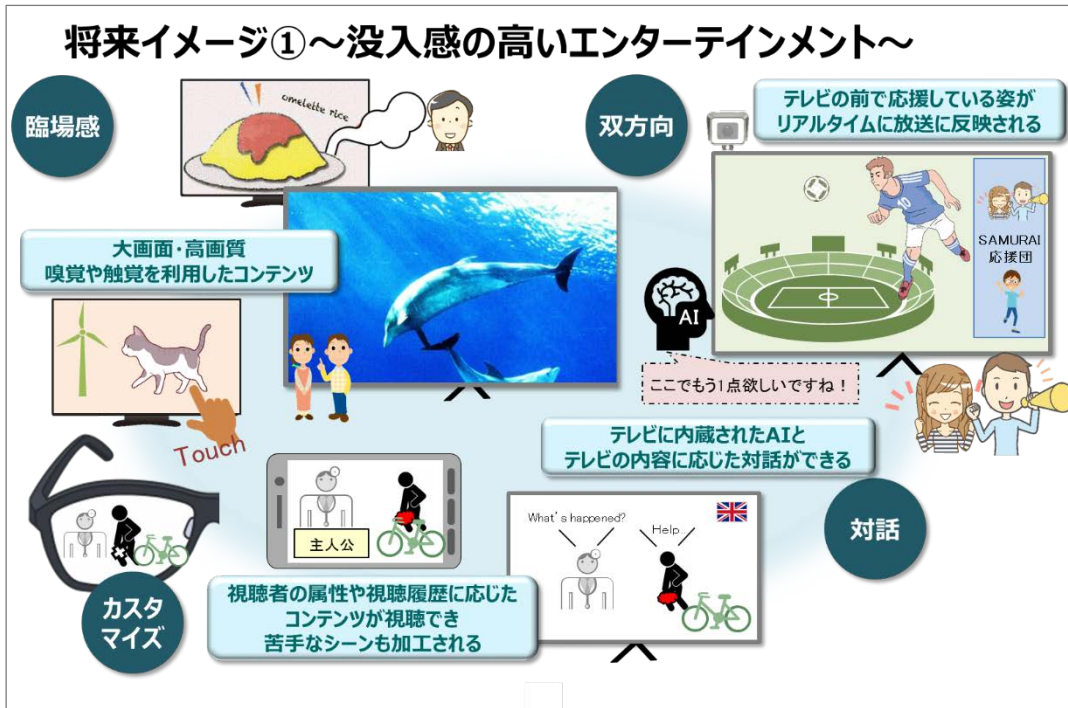 将来イメージ①~没入感の高いエンターテインメント~
臨場感
omelette rice
大画面・高画質
嗅覚や触覚を利用したコンテンツ
Touch
双方向
テレビの前で応援している姿が
リアルタイムに放送に反映される
10
SAMURAI
応援団
AI
ここでもう1点欲しいですね!
テレビに内蔵されたAIと
テレビの内容に応じた対話ができる
対話
What's happened?
Help...
主人公
カスタ
マイズ
視聴者の属性や視聴履歴に応じた
コンテンツが視聴でき
苦手なシーンも加工される